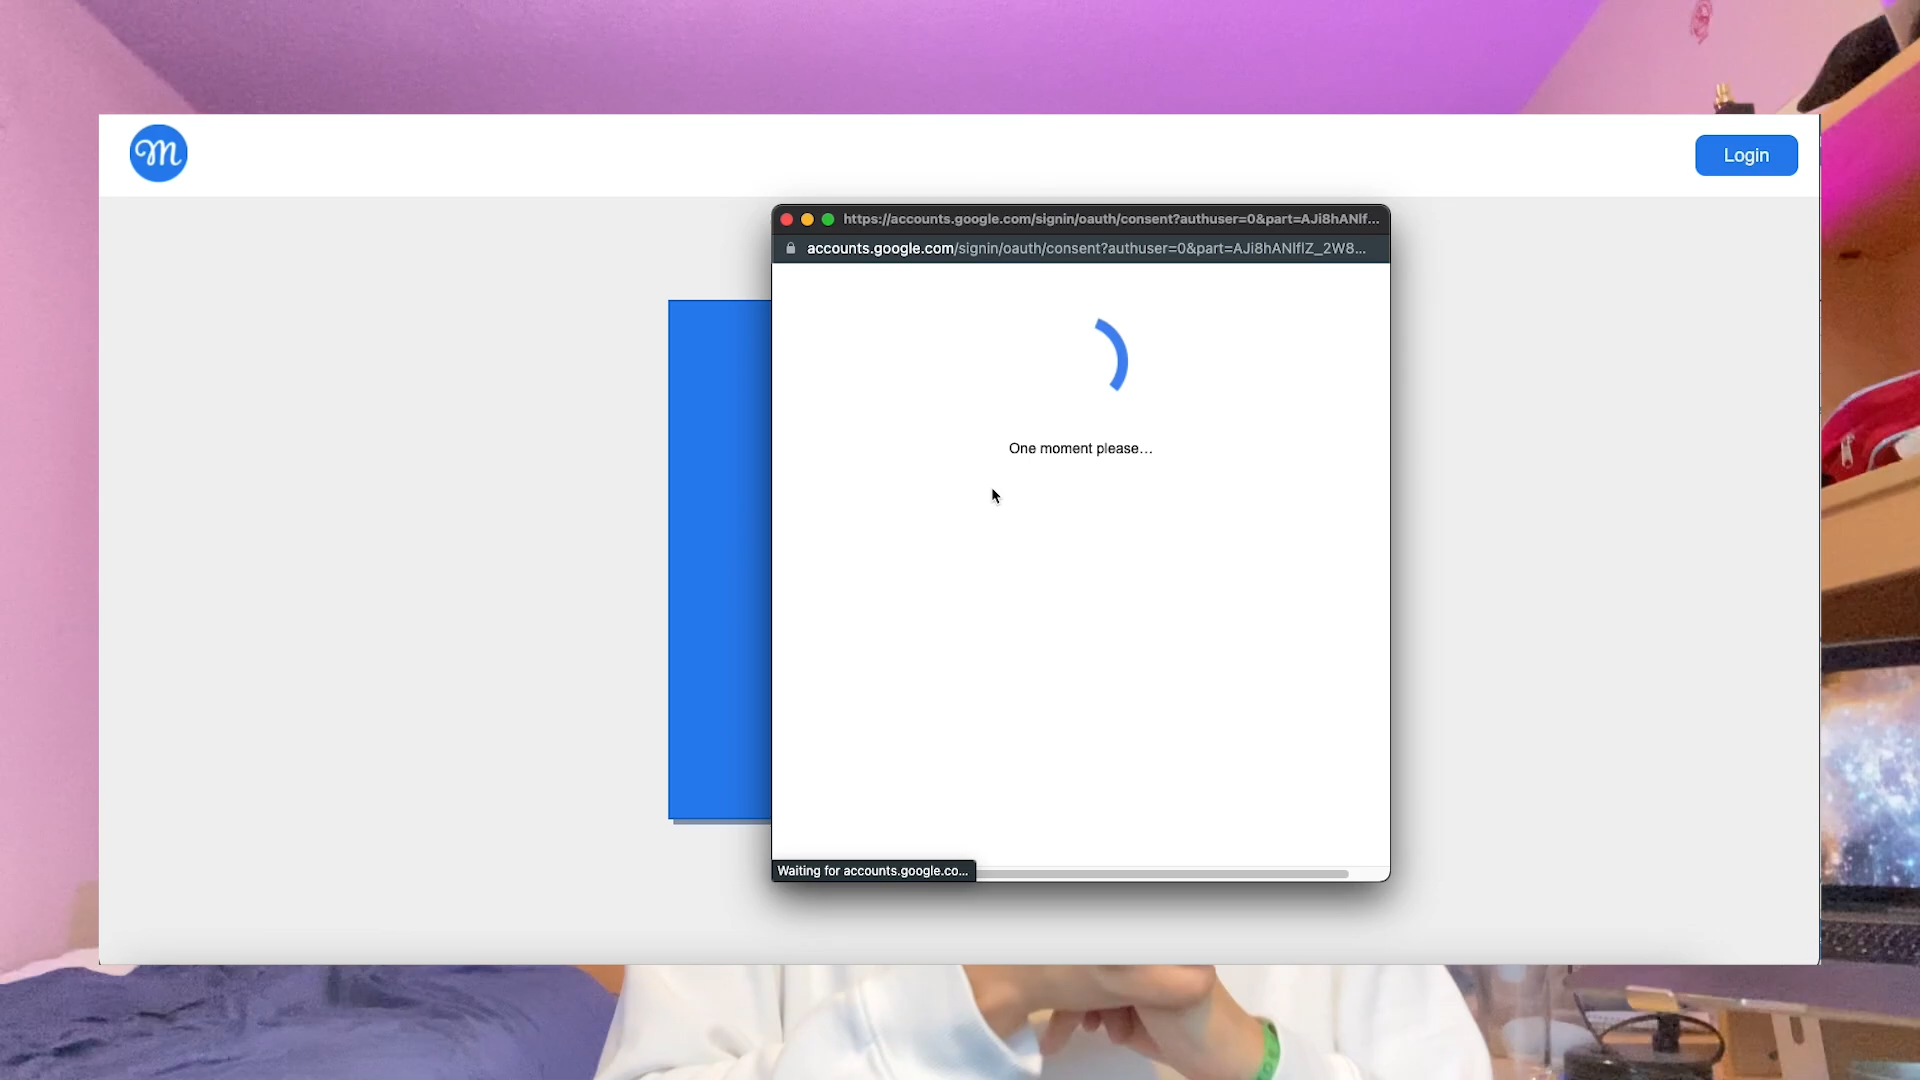 m
Login
https://accounts.google.com/signin/oauth/consent?authuser=0&part=AJi8hANlf...
accounts.google.com/signin/oauth/consent?authuser=0&part=AJi8hANlflZ_2W8...
One moment please...
Waiting for accounts.google.co...